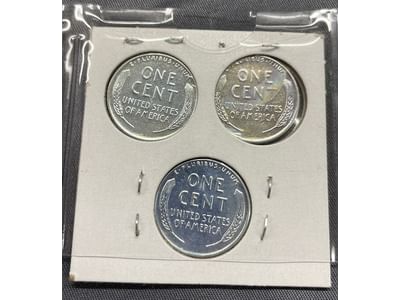 E·PLURIBUS·UNUM
ONE
CENT
UNITED STATES
OF AMERICA
E·PLURIBUS·UNUM
ONE
CENT
UNITED STATES
OF AMERICA
E·PLURIBUS·UNUM
ONE
CENT
UNITED STATES
OF AMERICA